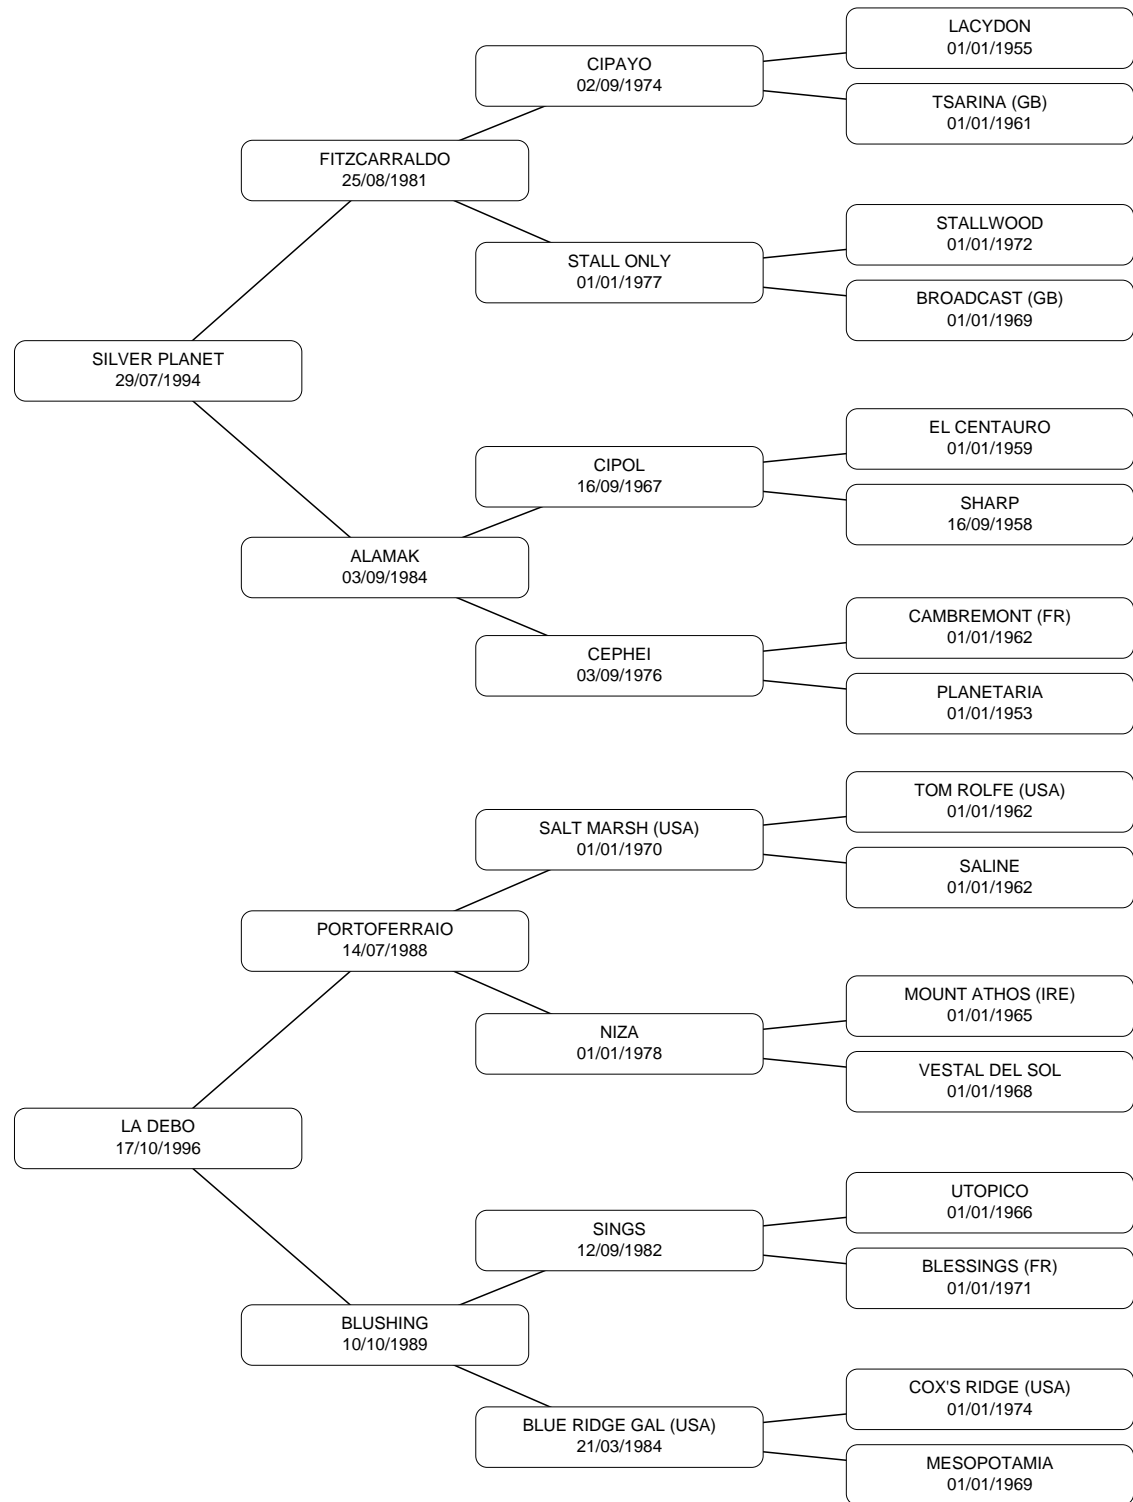 LACYDON
01/01/1955
CIPAYO
02/09/1974
TSARINA (GB)
01/01/1961
FITZCARRALDO
25/08/1981
STALLWOOD
01/01/1972
STALL ONLY
01/01/1977
BROADCAST (GB)
01/01/1969
SILVER PLANET
29/07/1994
EL CENTAURO
01/01/1959
CIPOL
16/09/1967
SHARP
16/09/1958
ALAMAK
03/09/1984
CAMBREMONT (FR)
01/01/1962
CEPHEI
03/09/1976
PLANETARIA
01/01/1953
TOM ROLFE (USA)
01/01/1962
SALT MARSH (USA)
01/01/1970
SALINE
01/01/1962
PORTOFERRAIO
14/07/1988
MOUNT ATHOS (IRE)
01/01/1965
NIZA
01/01/1978
VESTAL DEL SOL
01/01/1968
LA DEBO
17/10/1996
UTOPICO
01/01/1966
SINGS
12/09/1982
BLESSINGS (FR)
01/01/1971
BLUSHING
10/10/1989
COX'S RIDGE (USA)
01/01/1974
BLUE RIDGE GAL (USA)
21/03/1984
MESOPOTAMIA
01/01/1969